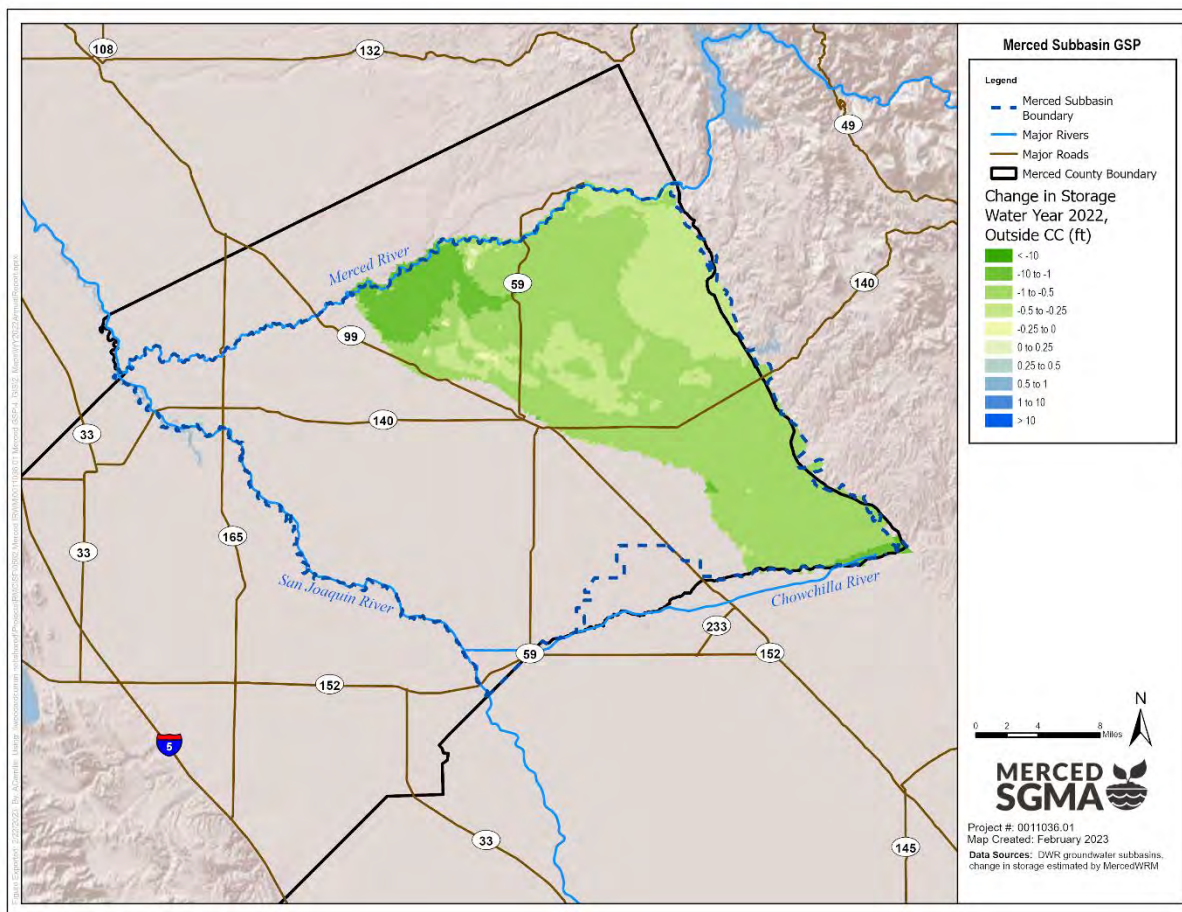 Merced Subbasin GSP
Legend
Merced Subbasin
Boundary
Major Rivers
Major Roads
Merced County Boundary
Change in Storage
Water Year 2022,
Outside CC (ft)
< -10
-10 to -1
-1 to -0.5
-0.5 to -0.25
-0.25 to 0
0 to 0.25
0.25 to 0.5
0.5 to 1
1 to 10
> 10
108
132
49
Merced River
59
140
99
140
33
165
33
San Joaquin River
Chowchilla River
233
59
152
152
5
33
145
N
0 2 4 8
Miles
MERCED
SGMA
Project #: 0011036.01
Map Created: February 2023
Data Sources: DWR groundwater subbasins,
change in storage estimated by MercedWRM